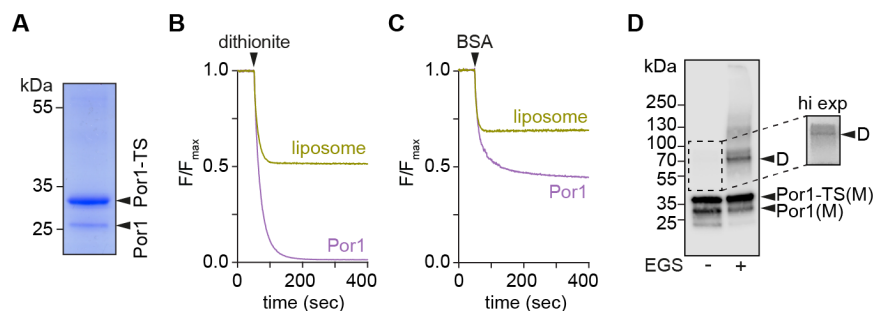 A
kDa
55
35
25
Por1-TS
Por1
B
dithionite
1.0
0.5
0.0
F/Fmax
liposome
Por1
0
200
400
time (sec)
C
BSA
1.0
0.5
0.0
F/Fmax
liposome
Por1
0
200
400
time (sec)
D
kDa
250
130
100
70
55
35
25
hi exp
D
D
Por1-TS(M)
Por1(M)
EGS - +